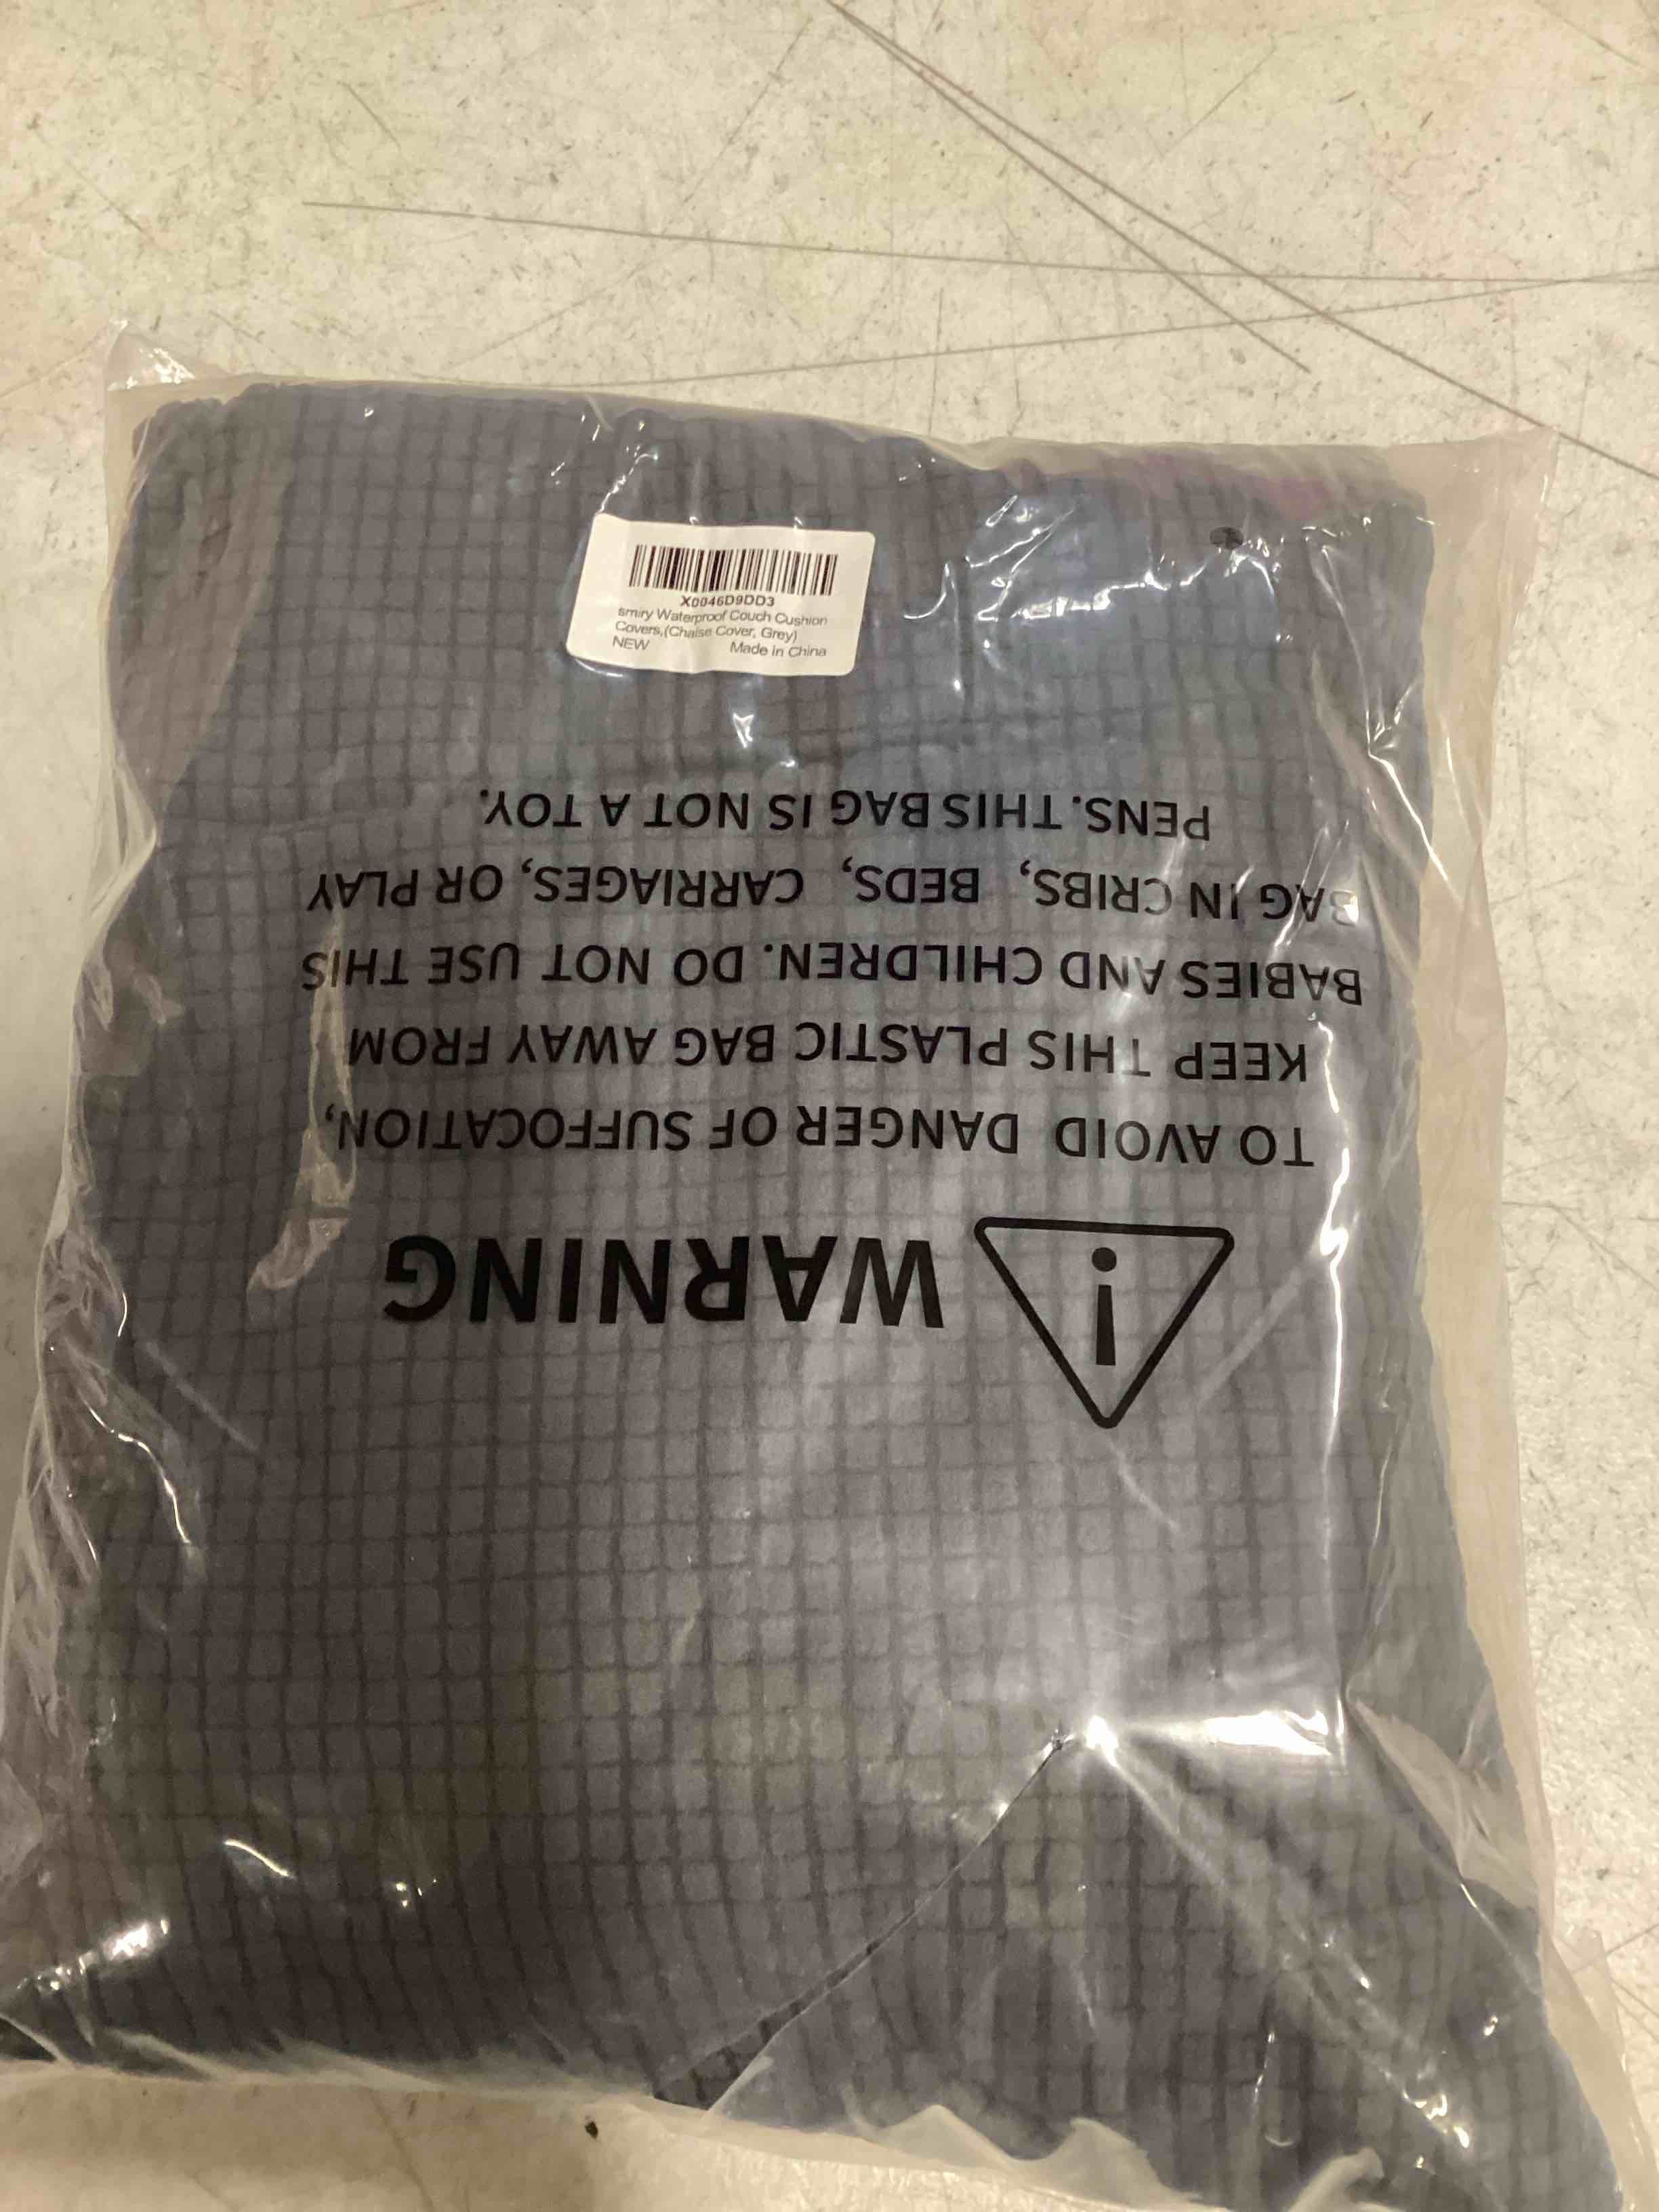 X0046D9DD3
smiry Waterproof Couch Cushion
Covers,(Chaise Cover, Grey)
NEW Made in China
WARNING
TO AVOID DANGER OF SUFFOCATION,
KEEP THIS PLASTIC BAG AWAY FROM
BABIES AND CHILDREN. DO NOT USE THIS
BAG IN CRIBS, BEDS, CARRIAGES, OR PLAY
PENS. THIS BAG IS NOT A TOY.